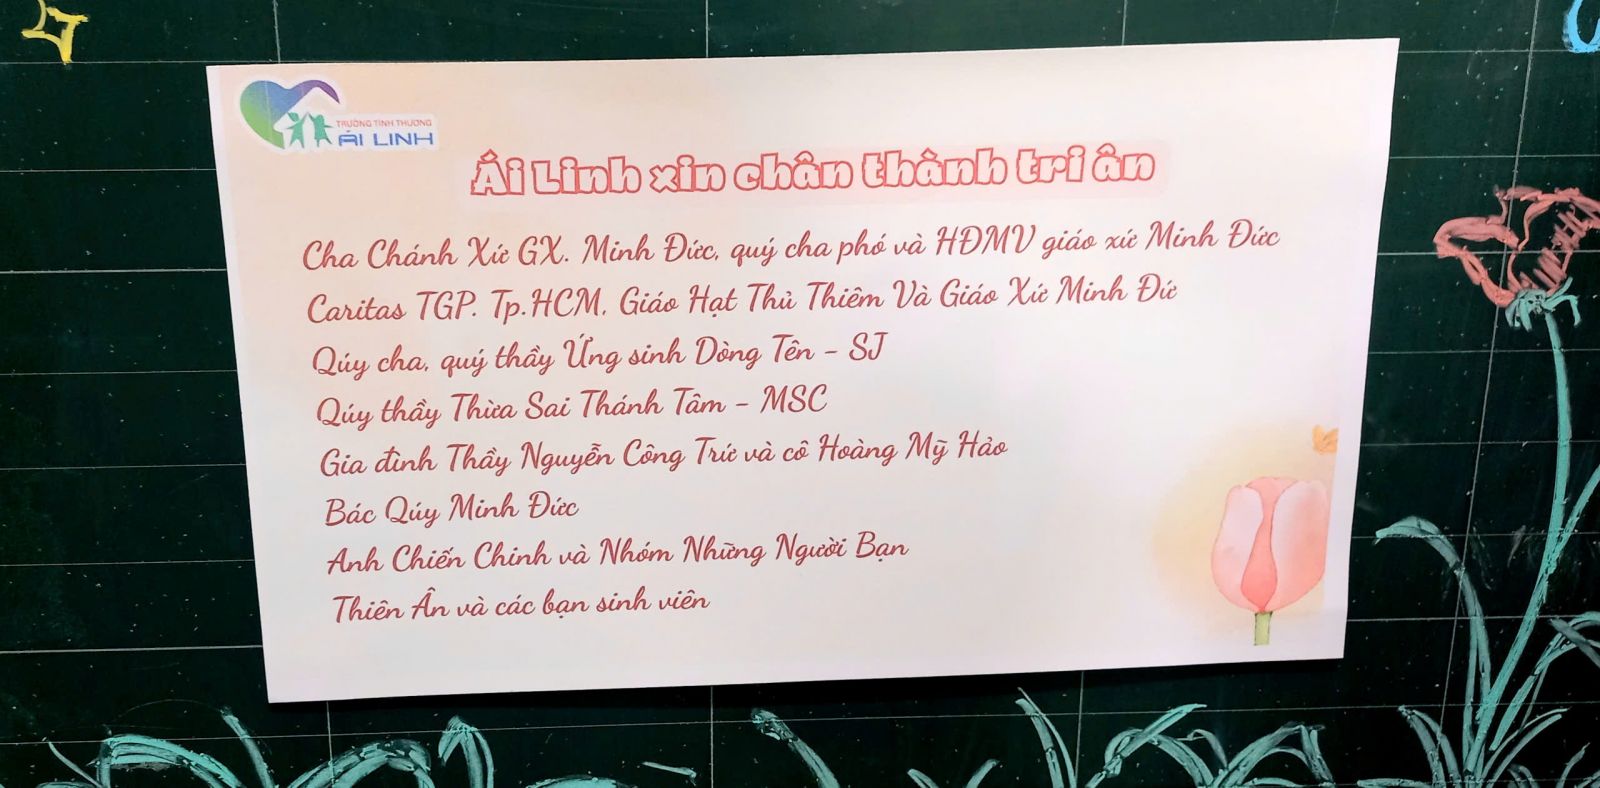 TRƯỜNG TÌNH THƯƠNG
ÁI LINH
Ái Linh xin chân thành tri ân
Cha Chánh Xứ GX. Minh Đức, quý cha phó và HĐMV giáo xứ Minh Đức
Caritas TGP. Tp.HCM, Giáo Hạt Thủ Thiêm Và Giáo Xứ Minh Đứ
Qúy cha, quý thầy Ứng sinh Dòng Tên - SJ
Qúy thầy Thừa Sai Thánh Tâm - MSC
Gia đình Thầy Nguyễn Công Trứ và cô Hoàng Mỹ Hảo
Bác Qúy Minh Đức
Anh Chiến Chinh và Nhóm Những Người Bạn
Thiên Ân và các bạn sinh viên